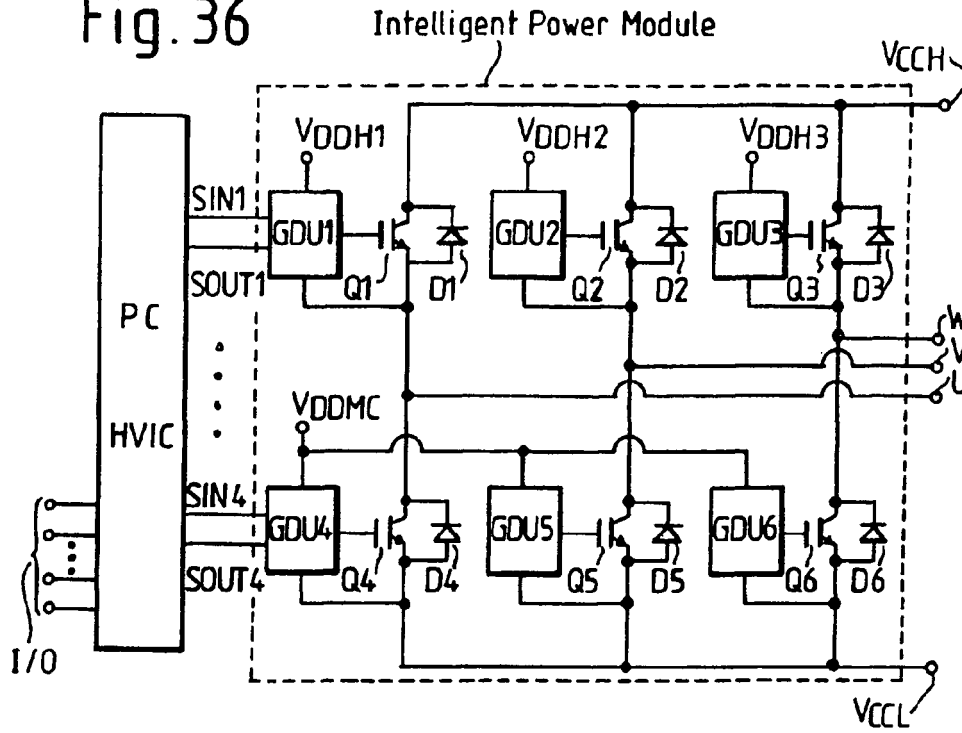 Fig. 36
Intelligent Power Module
VCCH
VDDH1
VDDH2
VDDH3
SIN1
GDU1
GDU2
GDU3
SOUT1
Q1
D1
Q2
D2
Q3
D3
PC
HVIC
W
V
U
VDDMC
SIN4
GDU4
GDU5
GDU6
SOUT4
Q4
D4
Q5
D5
Q6
D6
I/O
VCCL